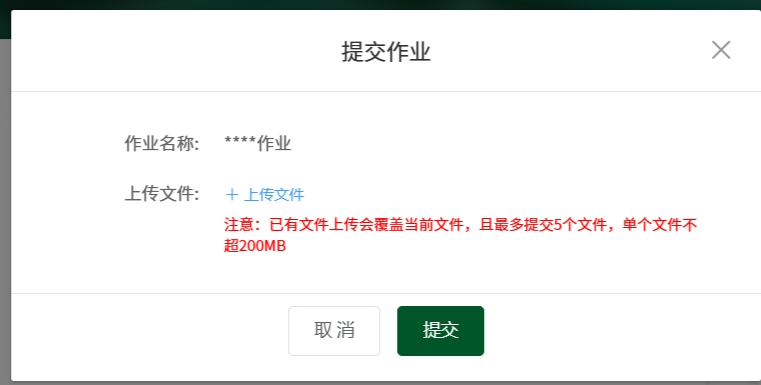 提交作业
作业名称: ****作业
上传文件: + 上传文件
注意：已有文件上传会覆盖当前文件，且最多提交5个文件，单个文件不
超200MB
取消 提交